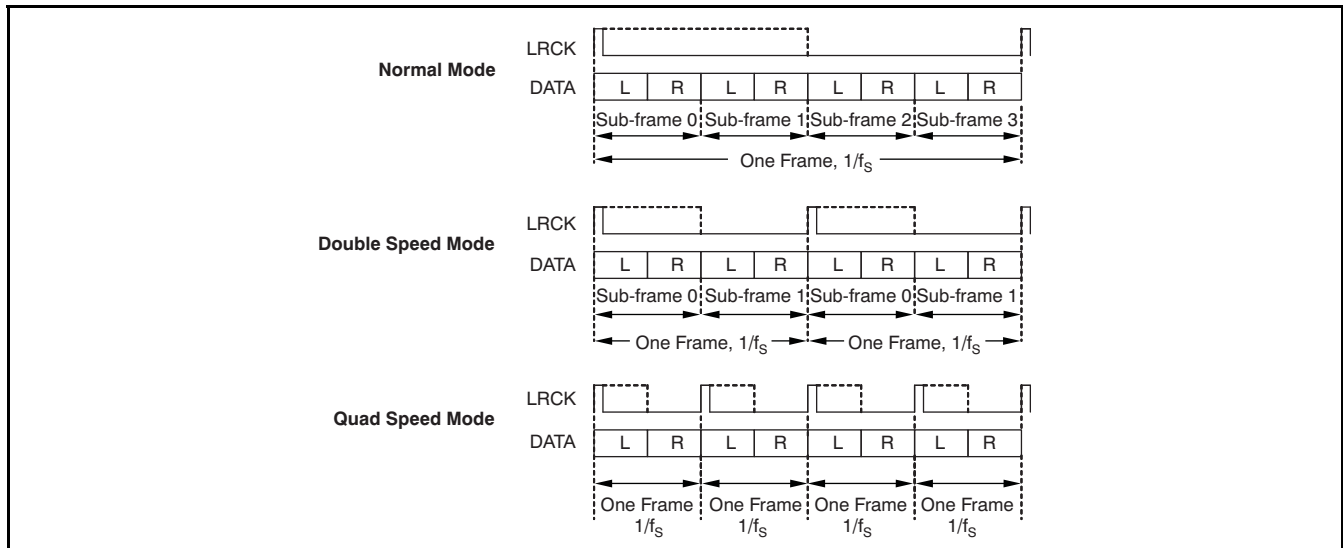 LRCK
Normal Mode
DATA L R L R L R L R
Sub-frame 0 Sub-frame 1 Sub-frame 2 Sub-frame 3
One Frame, 1/fS
LRCK
Double Speed Mode
DATA L R L R L R L R
Sub-frame 0 Sub-frame 1 Sub-frame 0 Sub-frame 1
One Frame, 1/fS One Frame, 1/fS
LRCK
Quad Speed Mode
DATA L R L R L R L R
One Frame One Frame One Frame One Frame
1/fS 1/fS 1/fS 1/fS